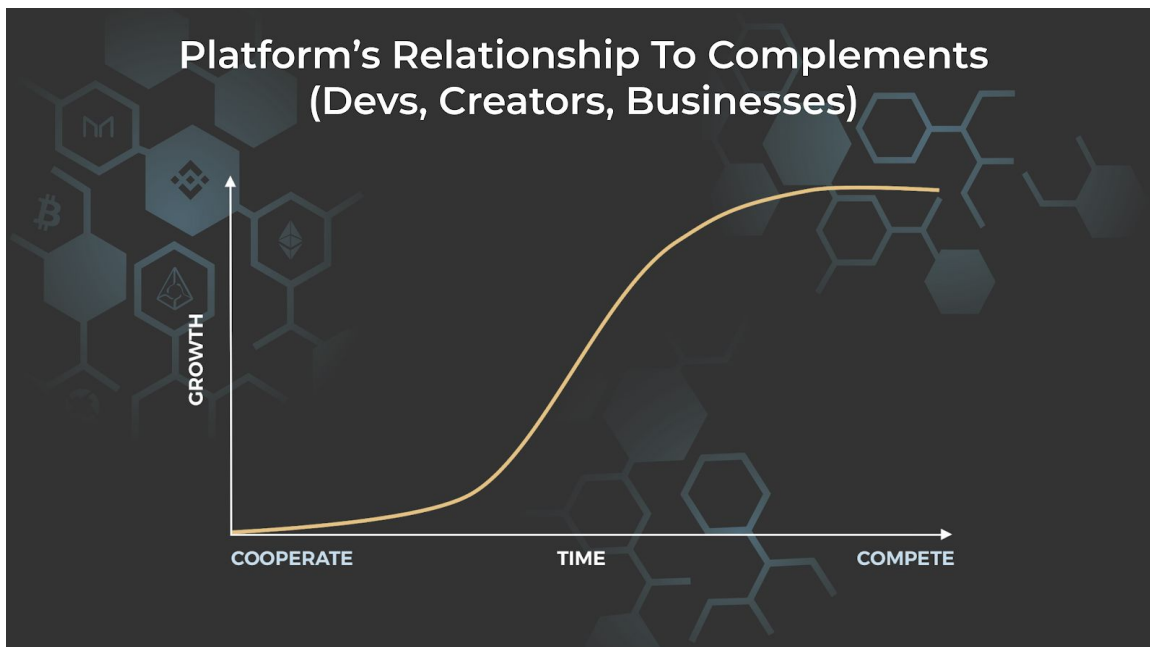 Platform’s Relationship To Complements
(Devs, Creators, Businesses)
GROWTH
COOPERATE
TIME
COMPETE